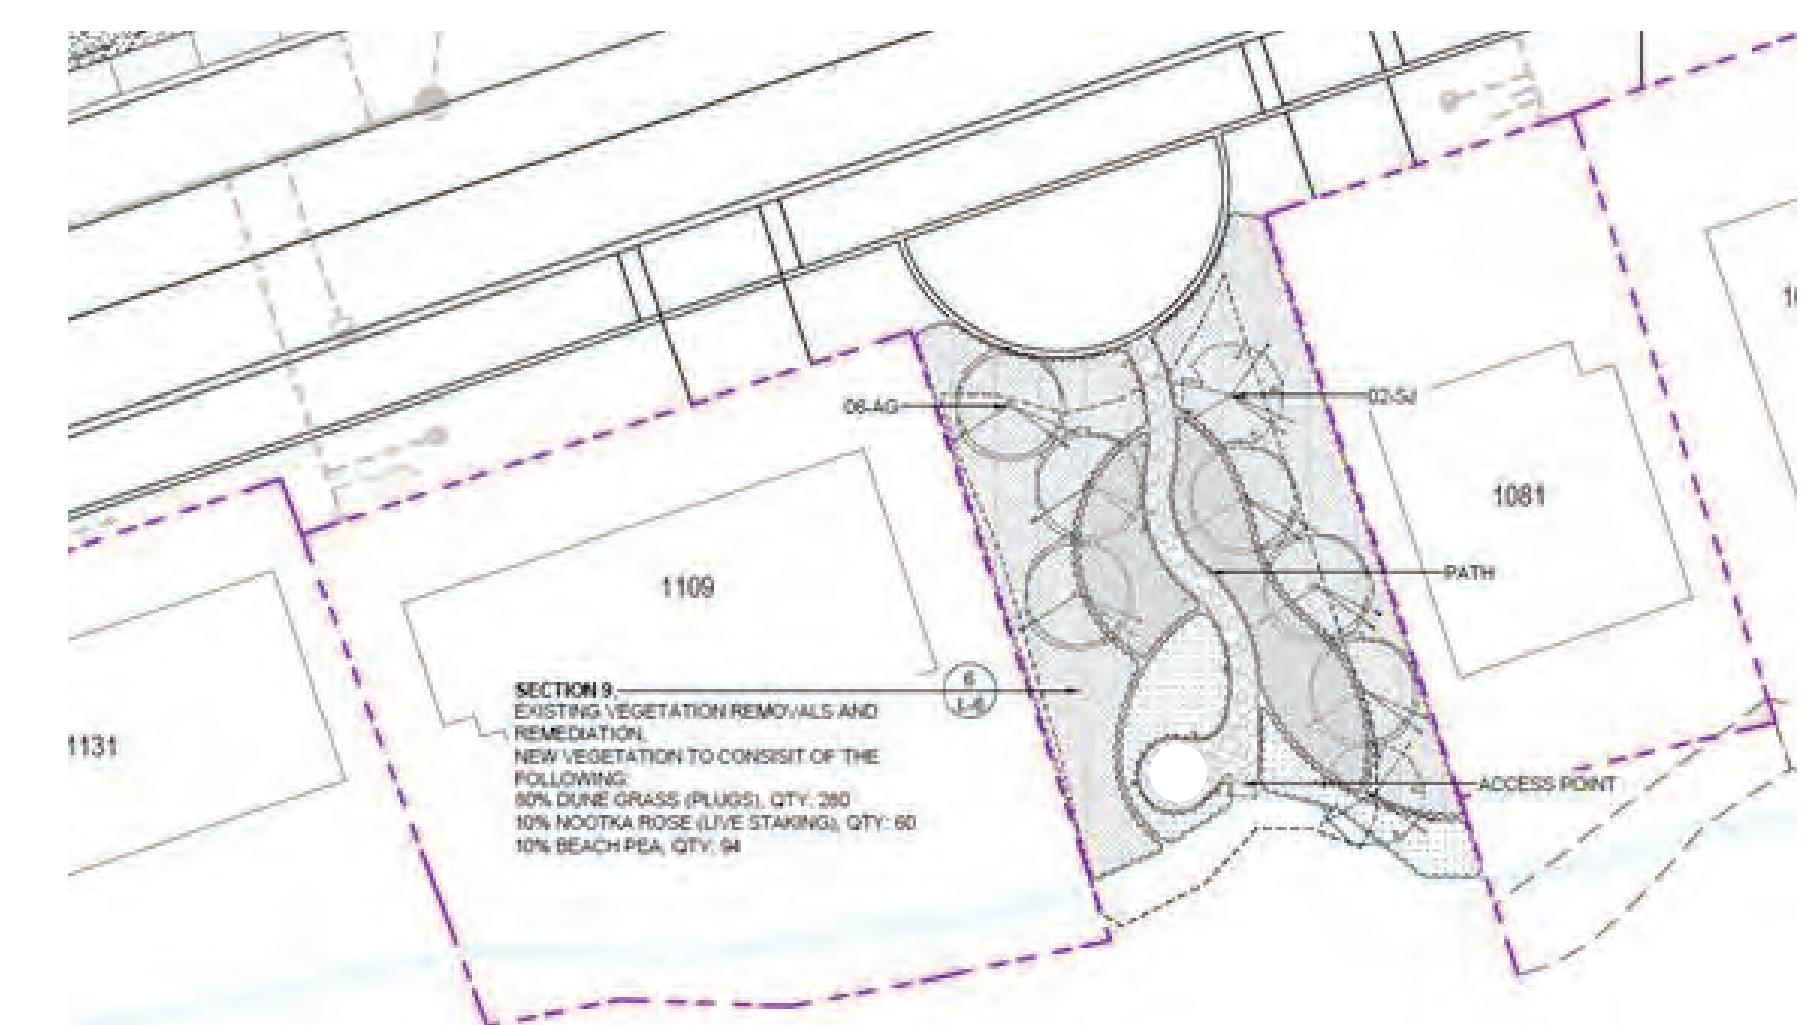 06-AG
02-SJ
1081
1109
PATH
SECTION 9.
6
L-6
EXISTING VEGETATION REMOVALS AND
REMEDIATION.
NEW VEGETATION TO CONSISIT OF THE
FOLLOWING:
80% DUNE GRASS (PLUGS), QTY: 280
10% NOOTKA ROSE (LIVE STAKING), QTY: 60
10% BEACH PEA, QTY: 94
1131
ACCESS POINT